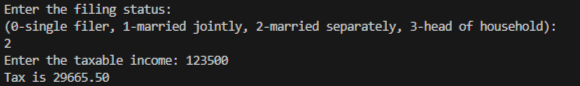 Enter the filing status:
(0-single filer, 1-married jointly, 2-married separately, 3-head of household):
2
Enter the taxable income: 123500
Tax is 29665.50